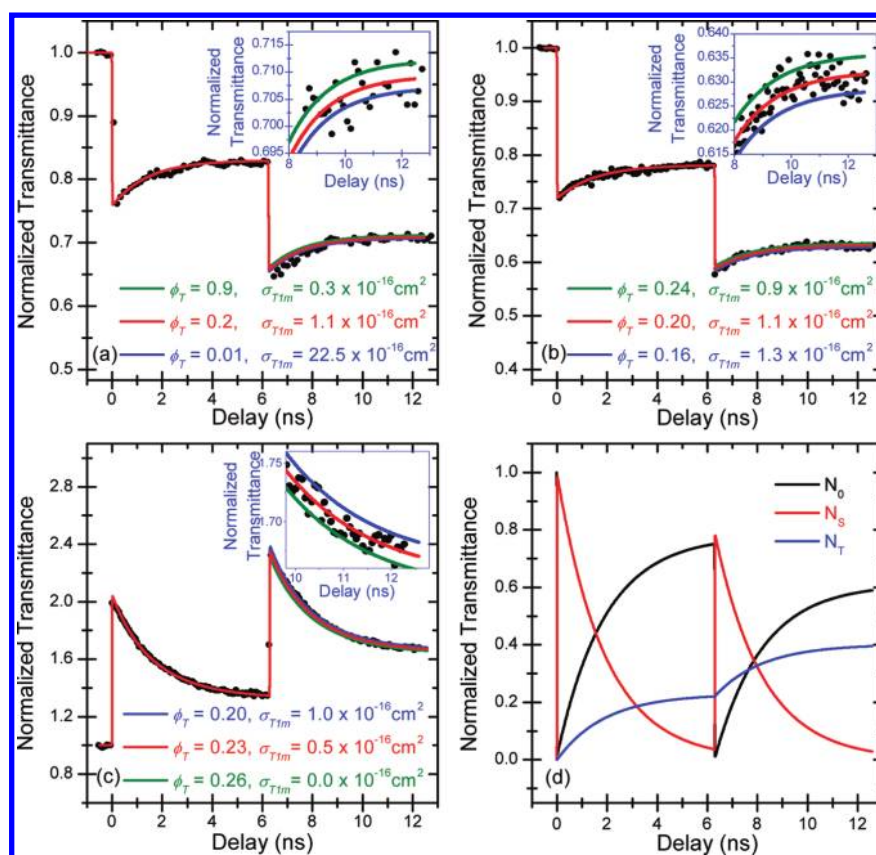 1.0
0.9
0.8
0.7
0.6
0.5
Normalized Transmittance
0 2 4 6 8 10 12
Delay (ns)
(a)
0.715
0.710
0.705
0.700
0.695
Normalized
Transmittance
8 10 12
Delay (ns)
ϕT = 0.9, σT1m = 0.3 x 10⁻¹⁶cm²
ϕT = 0.2, σT1m = 1.1 x 10⁻¹⁶cm²
ϕT = 0.01, σT1m = 22.5 x 10⁻¹⁶cm²
1.0
0.9
0.8
0.7
0.6
0.5
0.4
Normalized Transmittance
0 2 4 6 8 10 12
Delay (ns)
(b)
0.640
0.635
0.630
0.625
0.620
0.615
Normalized
Transmittance
8 9 10 11 12 13
Delay (ns)
ϕT = 0.24, σT1m = 0.9 x 10⁻¹⁶cm²
ϕT = 0.20, σT1m = 1.1 x 10⁻¹⁶cm²
ϕT = 0.16, σT1m = 1.3 x 10⁻¹⁶cm²
3.0
2.6
2.2
1.8
1.4
1.0
0.6
Normalized Transmittance
0 2 4 6 8 10 12
Delay (ns)
(c)
1.75
1.70
Normalized
Transmittance
10 11 12
Delay (ns)
ϕT = 0.20, σT1m = 1.0 x 10⁻¹⁶cm²
ϕT = 0.23, σT1m = 0.5 x 10⁻¹⁶cm²
ϕT = 0.26, σT1m = 0.0 x 10⁻¹⁶cm²
1.0
0.8
0.6
0.4
0.2
0.0
Normalized Transmittance
0 2 4 6 8 10 12
Delay (ns)
(d)
N₀
NS
NT